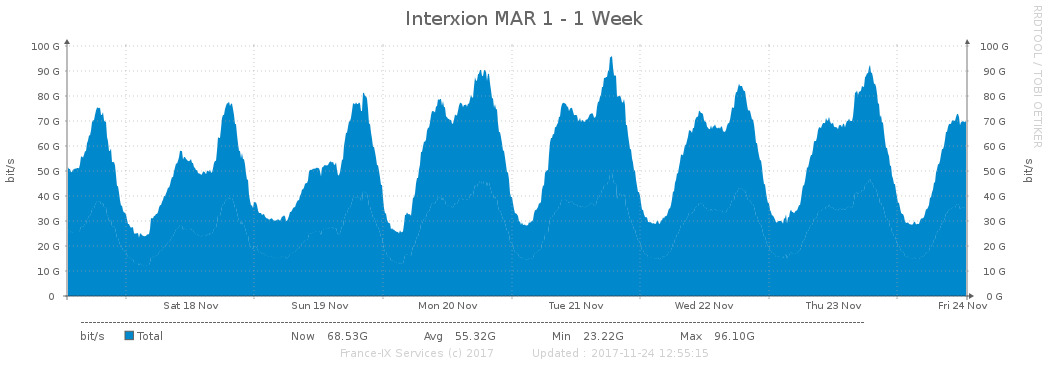 Interxion MAR 1 - 1 Week
RRDTOOL / TOBI OETIKER
100 G 100 G
90 G 90 G
80 G 80 G
70 G 70 G
60 G 60 G
50 G 50 G
40 G 40 G
30 G 30 G
20 G 20 G
10 G 10 G
0 0 G
bit/s bit/s
Sat 18 Nov Sun 19 Nov Mon 20 Nov Tue 21 Nov Wed 22 Nov Thu 23 Nov Fri 24 Nov
bit/s Total Now 68.53G Avg 55.32G Min 23.22G Max 96.10G
France-IX Services (c) 2017 Updated : 2017-11-24 12:55:15